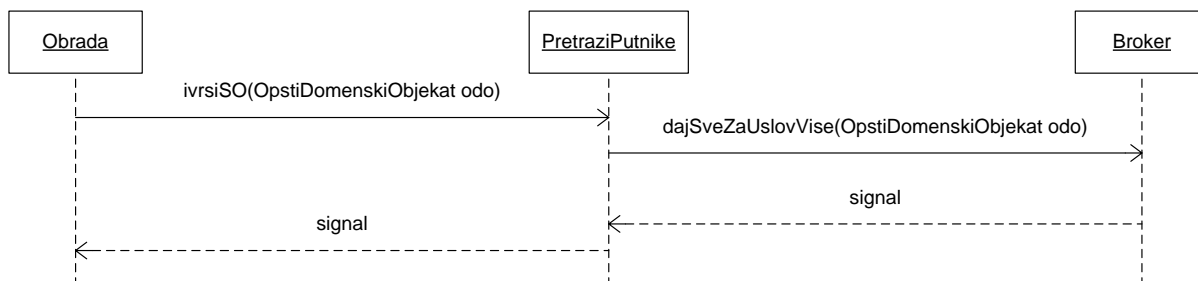 Obrada
PretraziPutnike
Broker
ivrsiSO(OpstiDomenskiObjekat odo)
dajSveZaUslovVise(OpstiDomenskiObjekat odo)
signal
signal